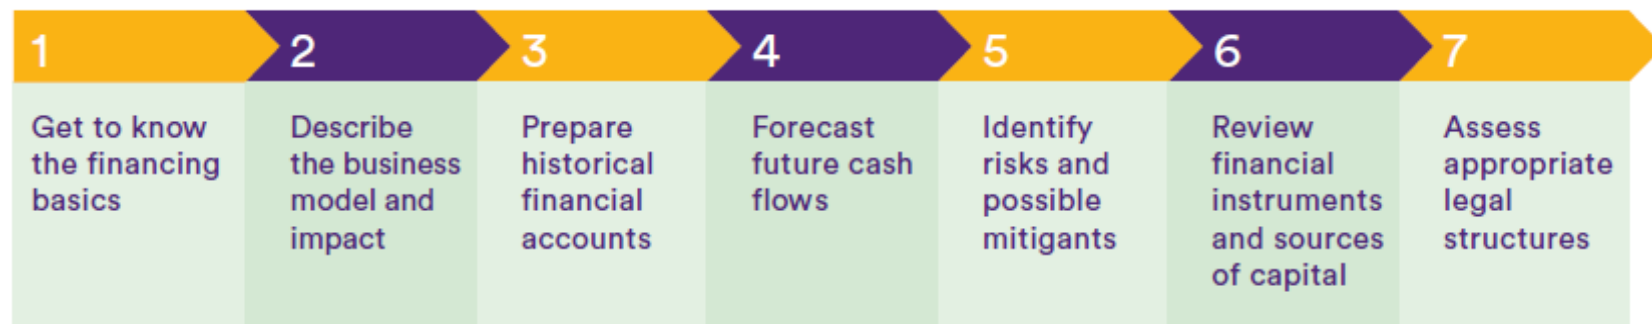 1
Get to know
the financing
basics
2
Describe
the business
model and
impact
3
Prepare
historical
financial
accounts
4
Forecast
future cash
flows
5
Identify
risks and
possible
mitigants
6
Review
financial
instruments
and sources
of capital
7
Assess
appropriate
legal
structures